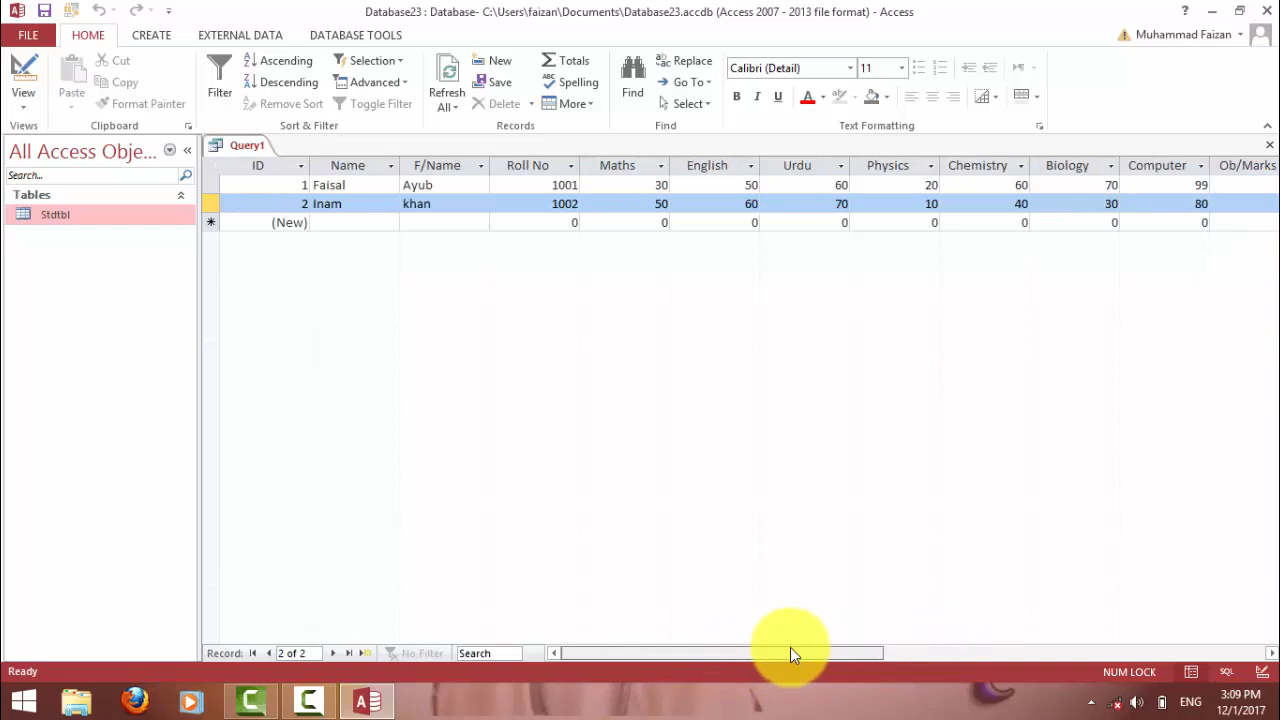 Database23 : Database- C:\Users\faizan\Documents\Database23.accdb (Access 2007 - 2013 file format) - Access
FILE HOME CREATE EXTERNAL DATA DATABASE TOOLS Muhammad Faizan
View
Views
Paste
Cut
Copy
Format Painter
Clipboard
Filter
Ascending
Descending
Remove Sort
Selection
Advanced
Toggle Filter
Sort & Filter
Refresh
All
New
Save
Delete
Totals
Spelling
More
Records
Find
Replace
Go To
Select
Find
Calibri (Detail) 11
B I U A
Text Formatting
All Access Obje...
Search...
Tables
Stdtbl
Query1
ID Name F/Name Roll No Maths English Urdu Physics Chemistry Biology Computer Ob/Marks
1 Faisal Ayub 1001 30 50 60 20 60 70 99
2 Inam khan 1002 50 60 70 10 40 30 80
(New) 0 0 0 0 0 0 0 0
Record: 2 of 2 No Filter Search
Ready NUM LOCK SQL
ENG 3:09 PM
12/1/2017